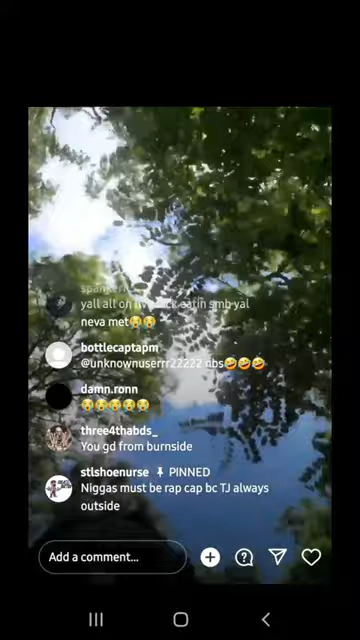 yall all on live
eatin smb yal
neva met😭😭
bottlecaptapm
@unknownuserrr22222 nbs🤣🤣🤣
damn.ronn
😭😭😭😭😭
three4thabds_
You gd from burnside
stlshoenurse PINNED
Niggas must be rap cap bc TJ always
outside
Add a comment...